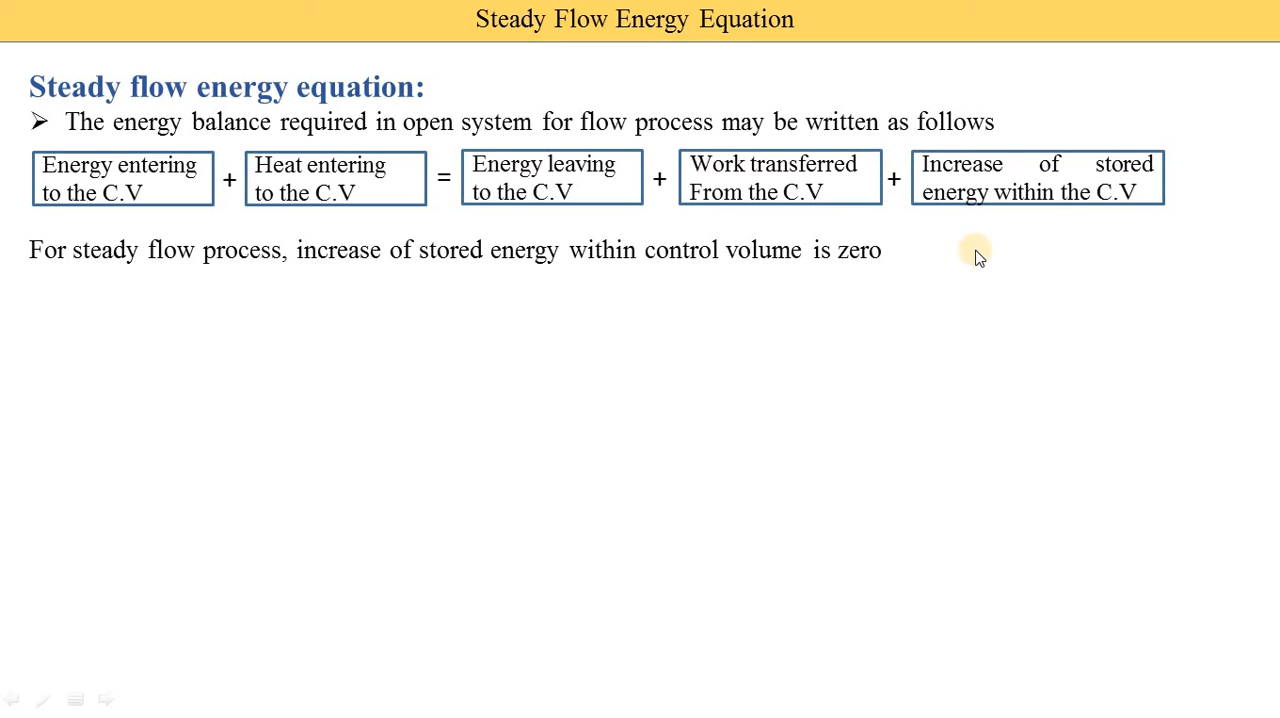 Steady Flow Energy Equation
Steady flow energy equation:
➢ The energy balance required in open system for flow process may be written as follows
Energy entering to the C.V + Heat entering to the C.V = Energy leaving to the C.V + Work transferred From the C.V + Increase of stored energy within the C.V
For steady flow process, increase of stored energy within control volume is zero